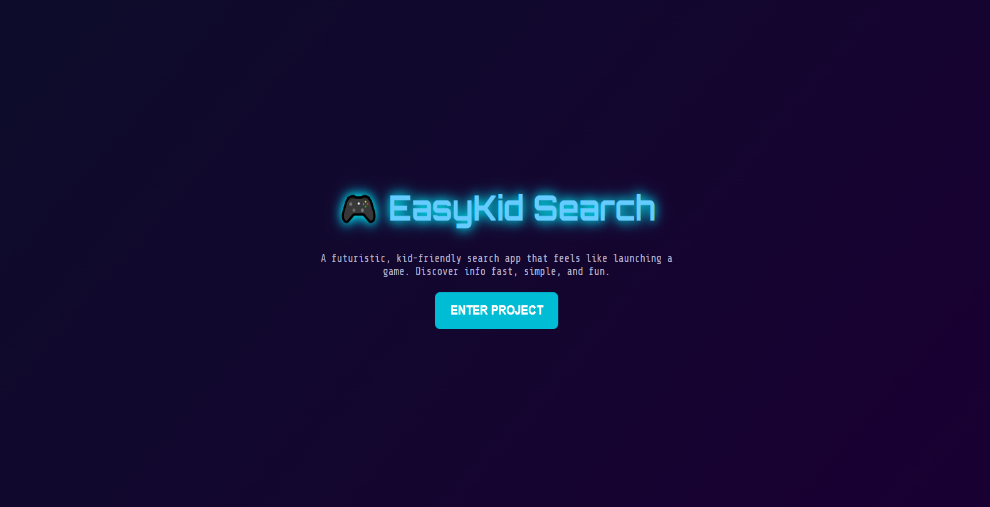 EasyKid Search
A futuristic, kid-friendly search app that feels like launching a
game. Discover info fast, simple, and fun.
ENTER PROJECT